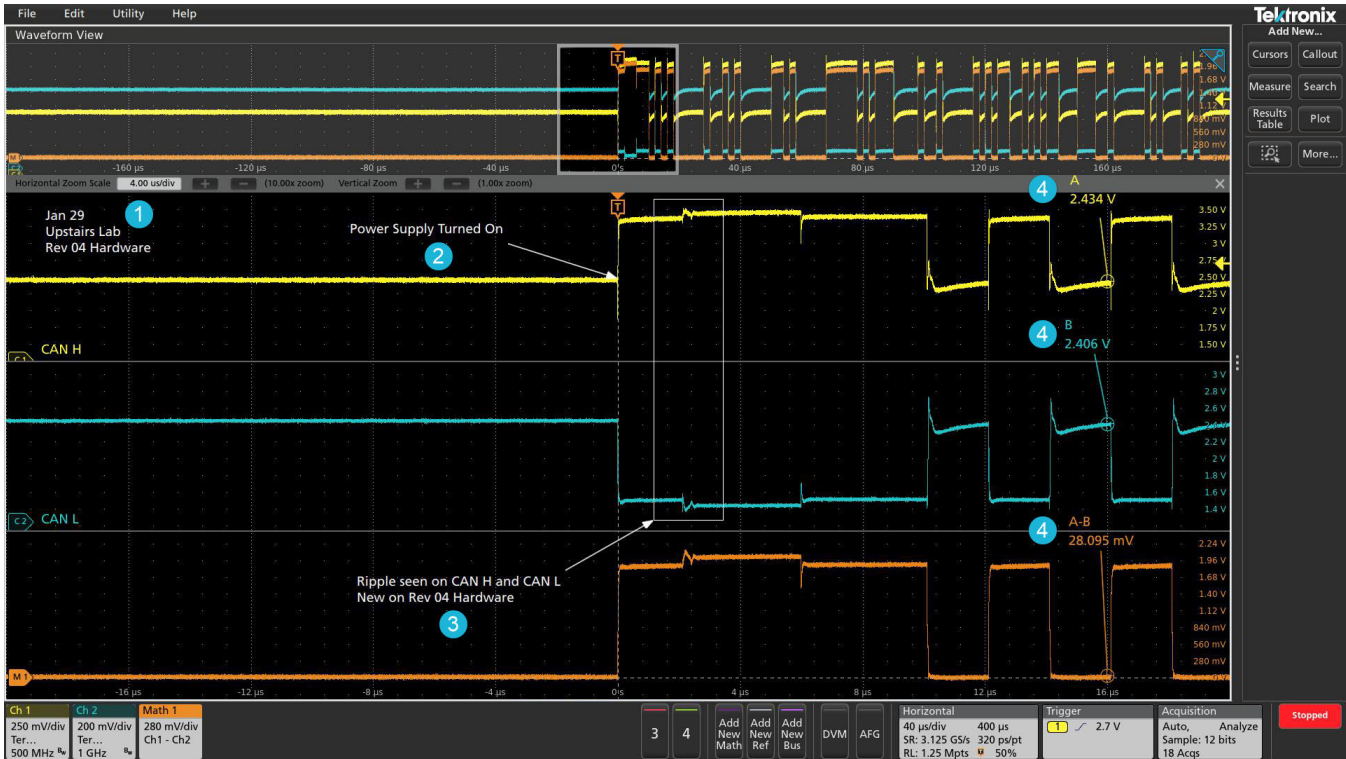 File Edit Utility Help
Tektronix
Waveform View
Add New...
Cursors Callout
Measure Search
Results Table Plot
More...
1.68 V
1.12
560 mV
280 mV
-160 µs -120 µs -80 µs -40 µs 0 s 40 µs 80 µs 120 µs 160 µs
Horizontal Zoom Scale 4.00 us/div + − (10.00x zoom) Vertical Zoom + − (1.00x zoom)
Jan 29
Upstairs Lab
Rev 04 Hardware
1
Power Supply Turned On
2
4
A
2.434 V
3.50 V
3.25 V
3 V
2.75
2.50 V
2.25 V
2 V
1.75 V
1.50 V
CAN H
C1
4
B
2.406 V
3 V
2.8 V
2.6 V
2.4 V
2.2 V
2 V
1.8 V
1.6 V
1.4 V
C2 CAN L
4
A-B
28.095 mV
2.24 V
1.96 V
1.68 V
1.40 V
1.12 V
840 mV
560 mV
280 mV
Ripple seen on CAN H and CAN L
New on Rev 04 Hardware
3
M1
-16 µs -12 µs -8 µs -4 µs 0 s 4 µs 8 µs 12 µs 16 µs
Ch 1
250 mV/div
Ter...
500 MHz Bw
Ch 2
200 mV/div
Ter...
1 GHz Bw
Math 1
280 mV/div
Ch1 - Ch2
3
4
Add New Math
Add New Ref
Add New Bus
DVM
AFG
Horizontal
40 µs/div 400 µs
SR: 3.125 GS/s 320 ps/pt
RL: 1.25 Mpts 50%
Trigger
1 2.7 V
Acquisition
Auto, Analyze
Sample: 12 bits
18 Acqs
Stopped